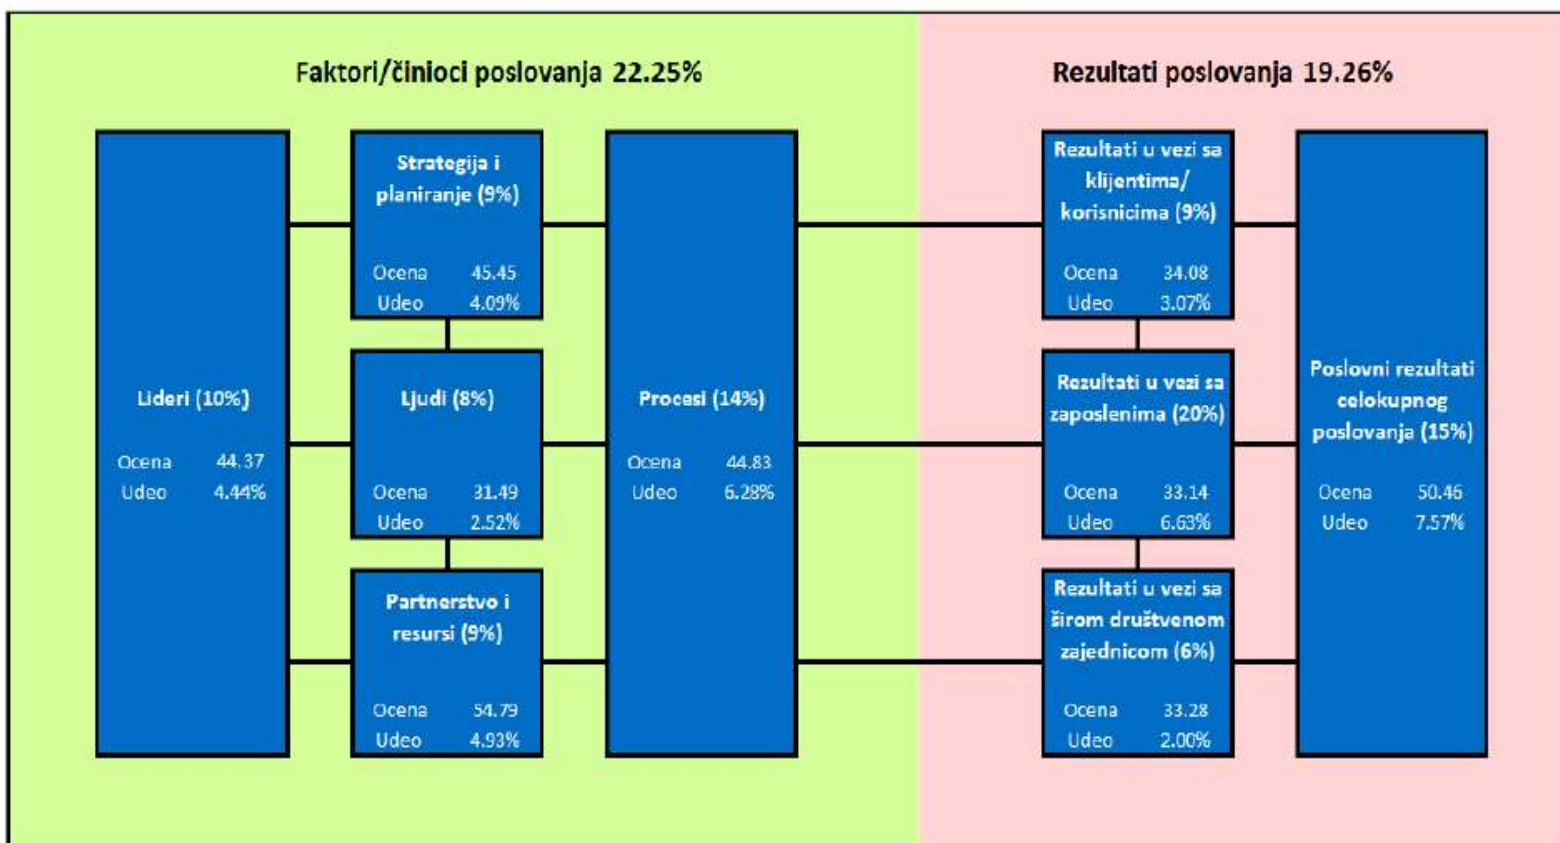 Faktori/činioci poslovanja 22.25%
Rezultati poslovanja 19.26%
Lideri (10%)
Ocena 44.37
Udeo 4.44%
Strategija i
planiranje (9%)
Ocena 45.45
Udeo 4.09%
Ljudi (8%)
Ocena 31.49
Udeo 2.52%
Partnerstvo i
resursi (9%)
Ocena 54.79
Udeo 4.93%
Procesi (14%)
Ocena 44.83
Udeo 6.28%
Rezultati u vezi sa
klijentima/
korisnicima (9%)
Ocena 34.08
Udeo 3.07%
Rezultati u vezi sa
zaposlenima (20%)
Ocena 33.14
Udeo 6.63%
Rezultati u vezi sa
širom društvenom
zajednicom (6%)
Ocena 33.28
Udeo 2.00%
Poslovni rezultati
celokupnog
poslovanja (15%)
Ocena 50.46
Udeo 7.57%